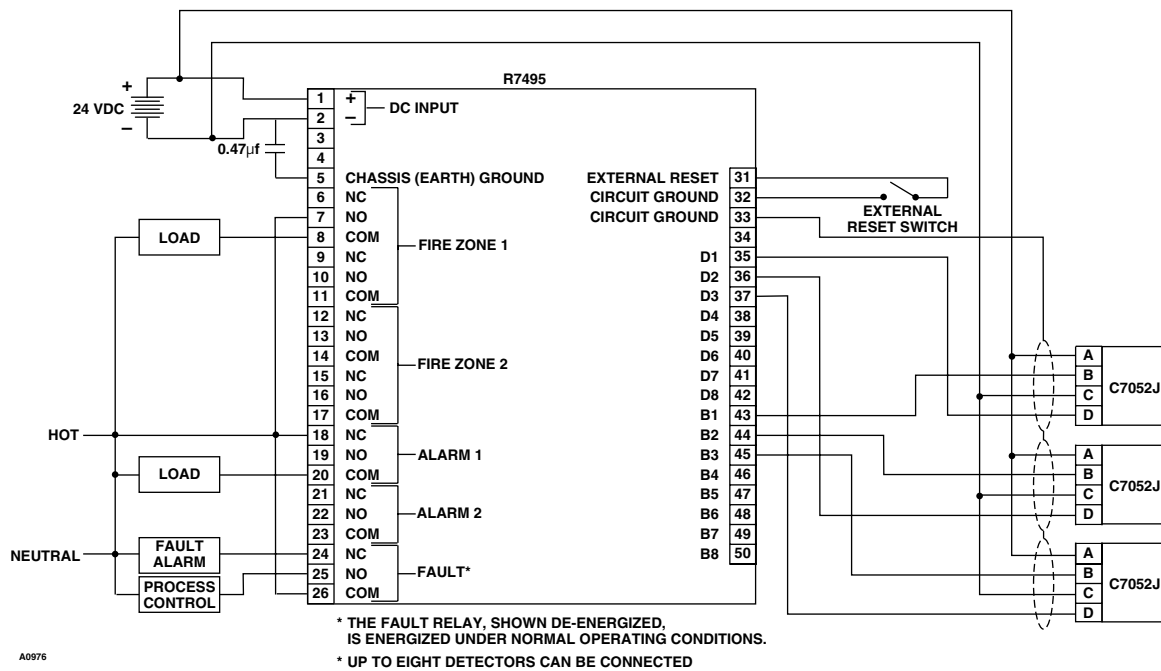 R7495
+
24 VDC
–
0.47µf
1 +
DC INPUT
2 –
3
4
5 CHASSIS (EARTH) GROUND
6 NC
7 NO
8 COM
9 NC
10 NO
11 COM
FIRE ZONE 1
12 NC
13 NO
14 COM
15 NC
16 NO
17 COM
FIRE ZONE 2
18 NC
19 NO
20 COM
ALARM 1
21 NC
22 NO
23 COM
ALARM 2
24 NC
25 NO
26 COM
FAULT*
LOAD
HOT
LOAD
NEUTRAL
FAULT
ALARM
PROCESS
CONTROL
EXTERNAL RESET 31
CIRCUIT GROUND 32
CIRCUIT GROUND 33
34
D1 35
D2 36
D3 37
D4 38
D5 39
D6 40
D7 41
D8 42
B1 43
B2 44
B3 45
B4 46
B5 47
B6 48
B7 49
B8 50
EXTERNAL
RESET SWITCH
A
B
C
D
C7052J
A
B
C
D
C7052J
A
B
C
D
C7052J
* THE FAULT RELAY, SHOWN DE-ENERGIZED,
IS ENERGIZED UNDER NORMAL OPERATING CONDITIONS.
* UP TO EIGHT DETECTORS CAN BE CONNECTED
A0976